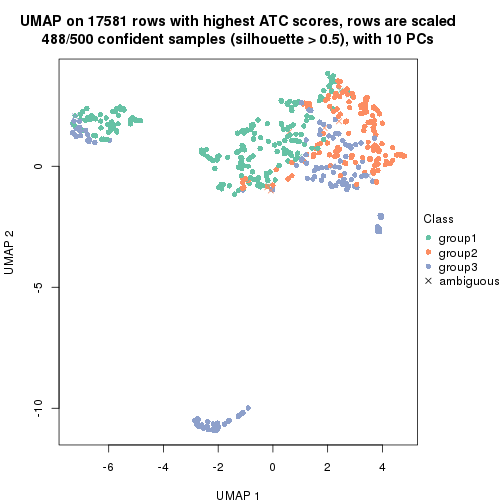 UMAP on 17581 rows with highest ATC scores, rows are scaled
488/500 confident samples (silhouette > 0.5), with 10 PCs
UMAP 2
0
-5
-10
-6
-4
-2
0
2
4
UMAP 1
Class
group1
group2
group3
ambiguous